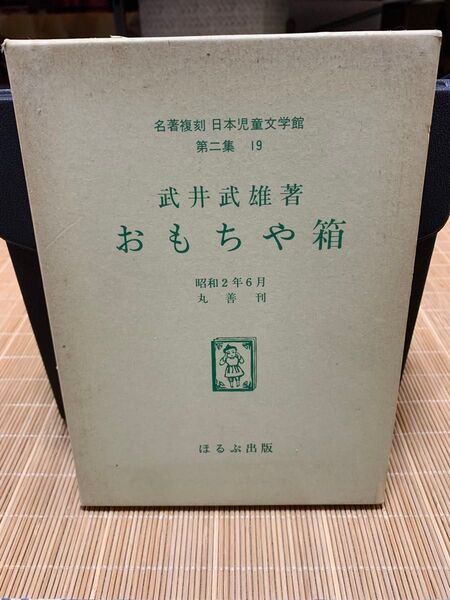 名著複刻 日本児童文学館
第二集 19
武井武雄著
おもちや箱
昭和2年6月
丸善刊
ほるぷ出版